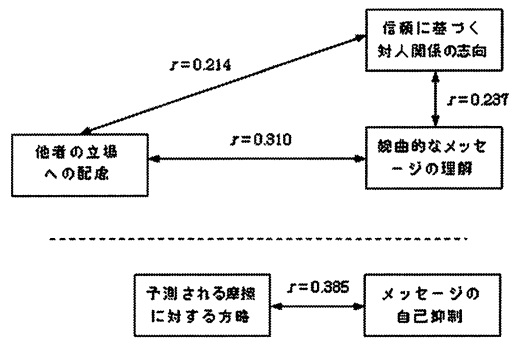 信頼に基づく
対人関係の志向
r=0.214
r=0.237
他者の立場
への配慮
r=0.310
婉曲的なメッセ
ージの理解
予測される摩擦
に対する方略
r=0.385
メッセージの
自己抑制